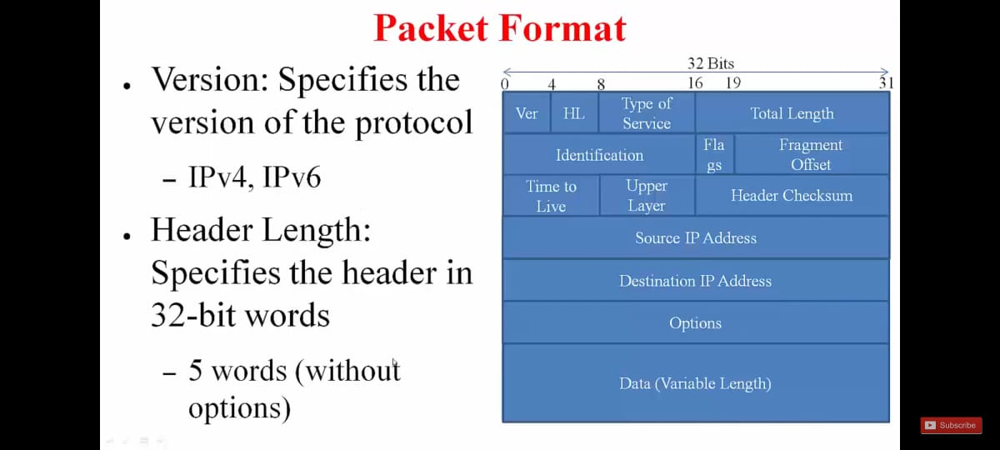 Packet Format
• Version: Specifies the
version of the protocol
– IPv4, IPv6
• Header Length:
Specifies the header in
32-bit words
– 5 words (without
options)
32 Bits
0 4 8 16 19 31
Ver HL Type of
Service Total Length
Identification Fla
gs Fragment
Offset
Time to
Live Upper
Layer Header Checksum
Source IP Address
Destination IP Address
Options
Data (Variable Length)
Subscribe